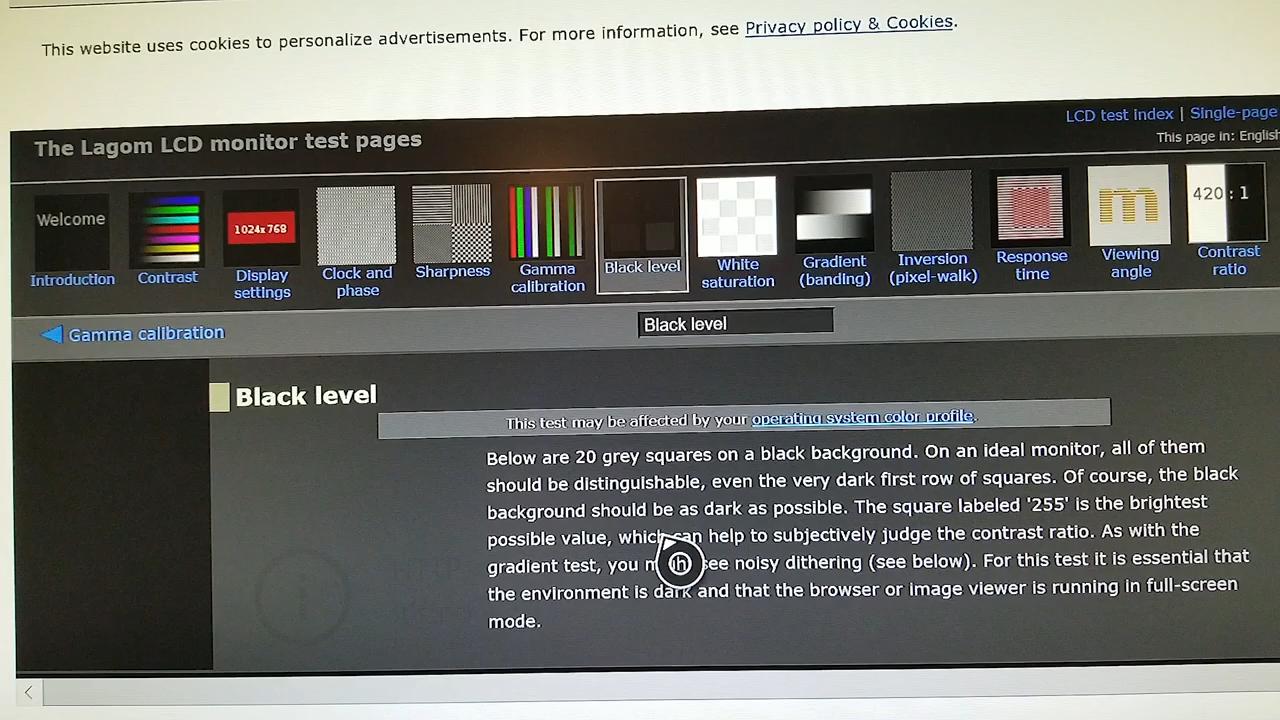 This website uses cookies to personalize advertisements. For more information, see Privacy policy & Cookies.
LCD test index | Single-page
The Lagom LCD monitor test pages
This page in: English
Welcome
1024x768
420:1
Introduction
Contrast
Display settings
Clock and phase
Sharpness
Gamma calibration
Black level
White saturation
Gradient (banding)
Inversion (pixel-walk)
Response time
Viewing angle
Contrast ratio
Gamma calibration
Black level
Black level
This test may be affected by your operating system color profile.
Below are 20 grey squares on a black background. On an ideal monitor, all of them
should be distinguishable, even the very dark first row of squares. Of course, the black
background should be as dark as possible. The square labeled '255' is the brightest
possible value, which can help to subjectively judge the contrast ratio. As with the
gradient test, you see noisy dithering (see below). For this test it is essential that
the environment is dark and that the browser or image viewer is running in full-screen
mode.